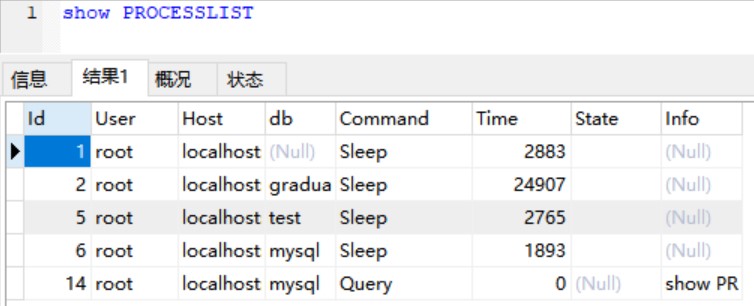 1 show PROCESSLIST
信息 结果1 概况 状态
Id User Host db Command Time State Info
1 root localhost (Null) Sleep 2883 (Null)
2 root localhost gradua Sleep 24907 (Null)
5 root localhost test Sleep 2765 (Null)
6 root localhost mysql Sleep 1893 (Null)
14 root localhost mysql Query 0 (Null) show PR